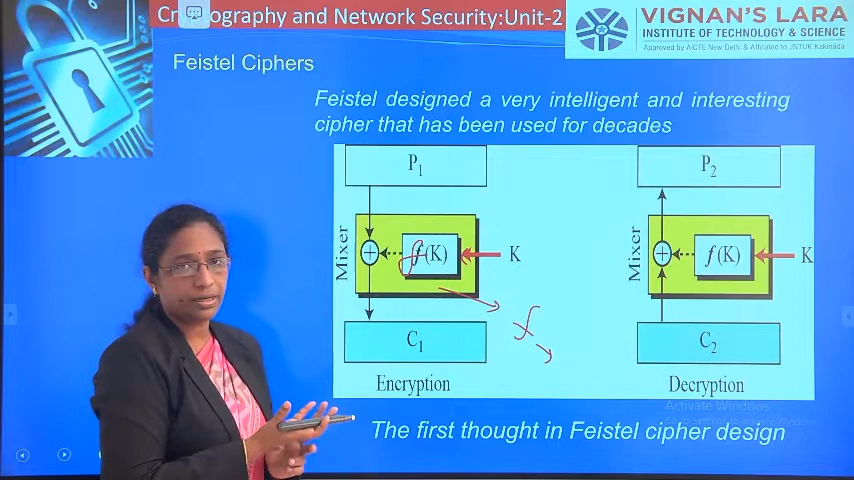 Cryptography and Network Security:Unit-2
VIGNAN'S LARA
INSTITUTE OF TECHNOLOGY & SCIENCE
Approved by AICTE New Delhi & Affiliated to JNTUK Kakinada
Feistel Ciphers
Feistel designed a very intelligent and interesting
cipher that has been used for decades
P1
P2
Mixer
+
f(K)
K
f
Mixer
+
f(K)
K
f
C1
C2
Encryption
Decryption
Activate Windows
The first thought in Feistel cipher design